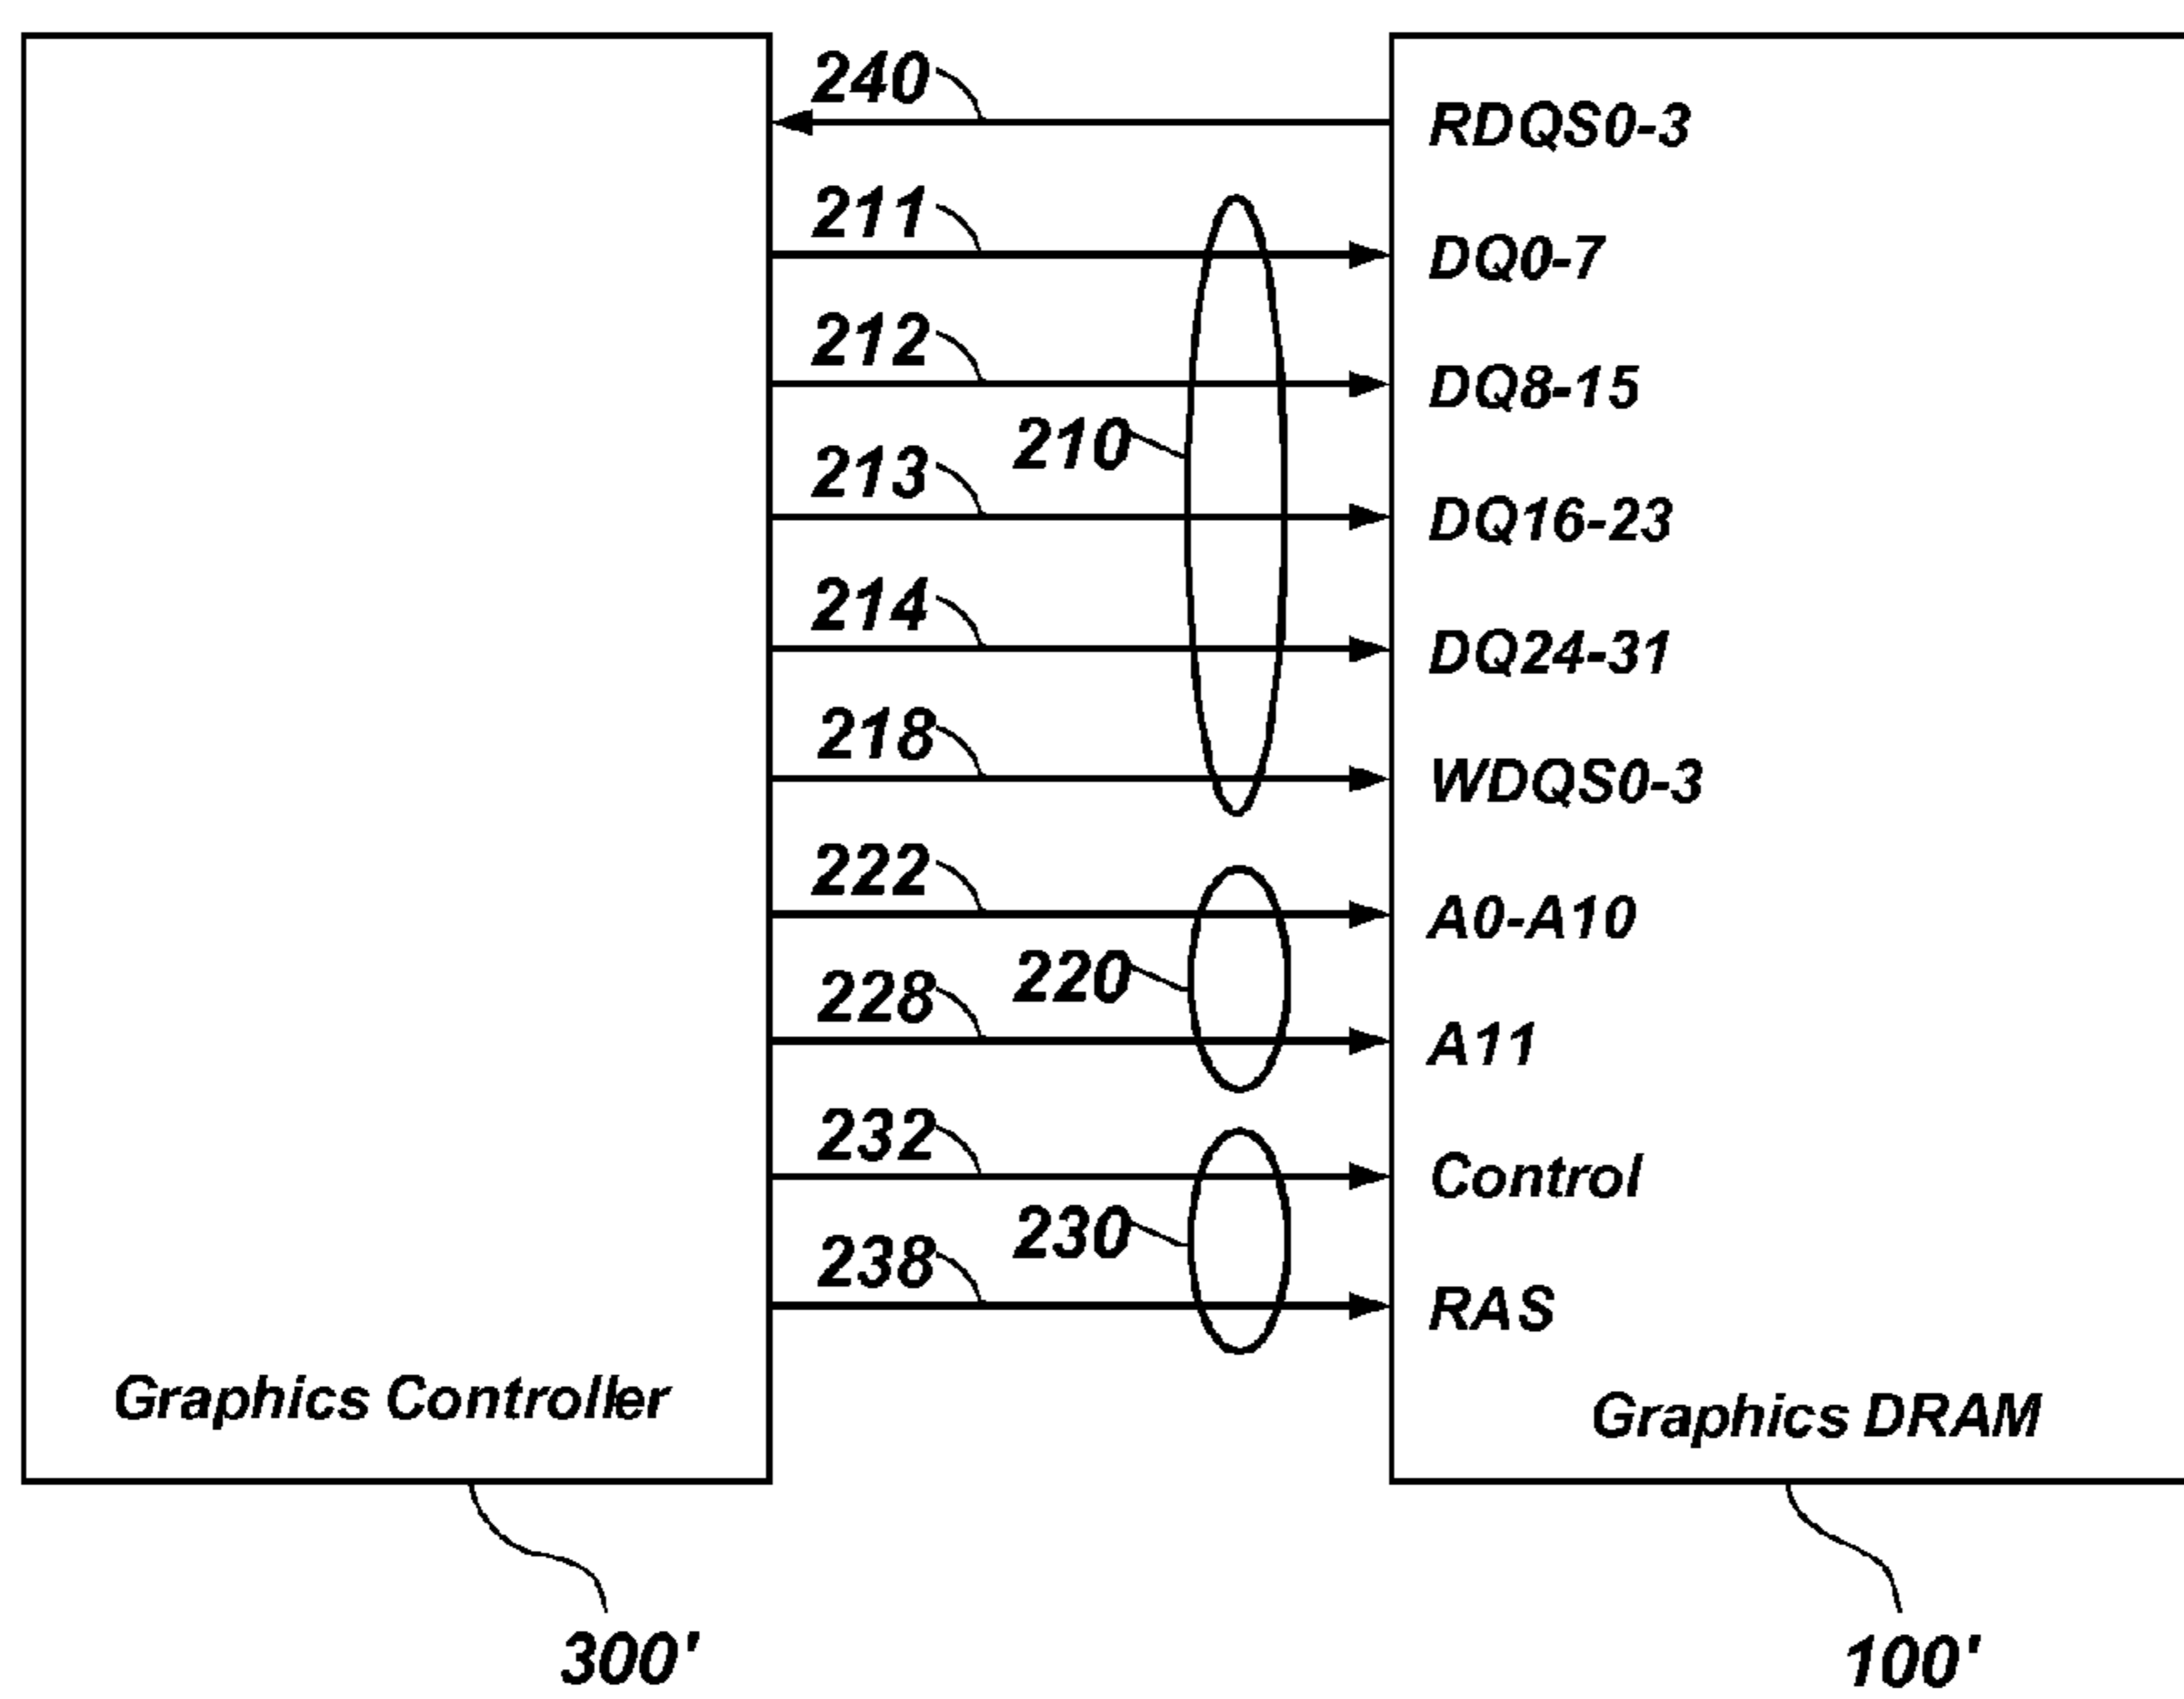 240
RDQS0-3
211
DQ0-7
212
DQ8-15
210
213
DQ16-23
214
DQ24-31
218
WDQS0-3
222
A0-A10
220
228
A11
232
Control
230
238
RAS
Graphics Controller
Graphics DRAM
300'
100'